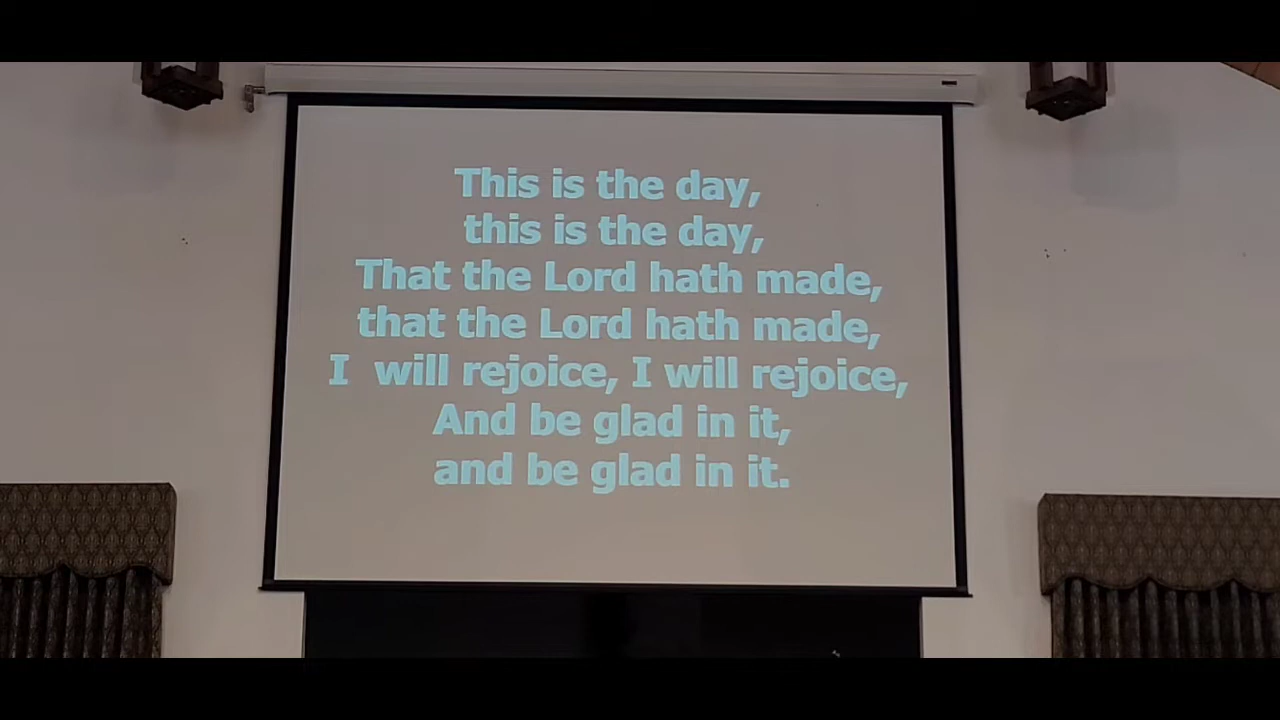 This is the day,
this is the day,
That the Lord hath made,
that the Lord hath made,
I will rejoice, I will rejoice,
And be glad in it,
and be glad in it.